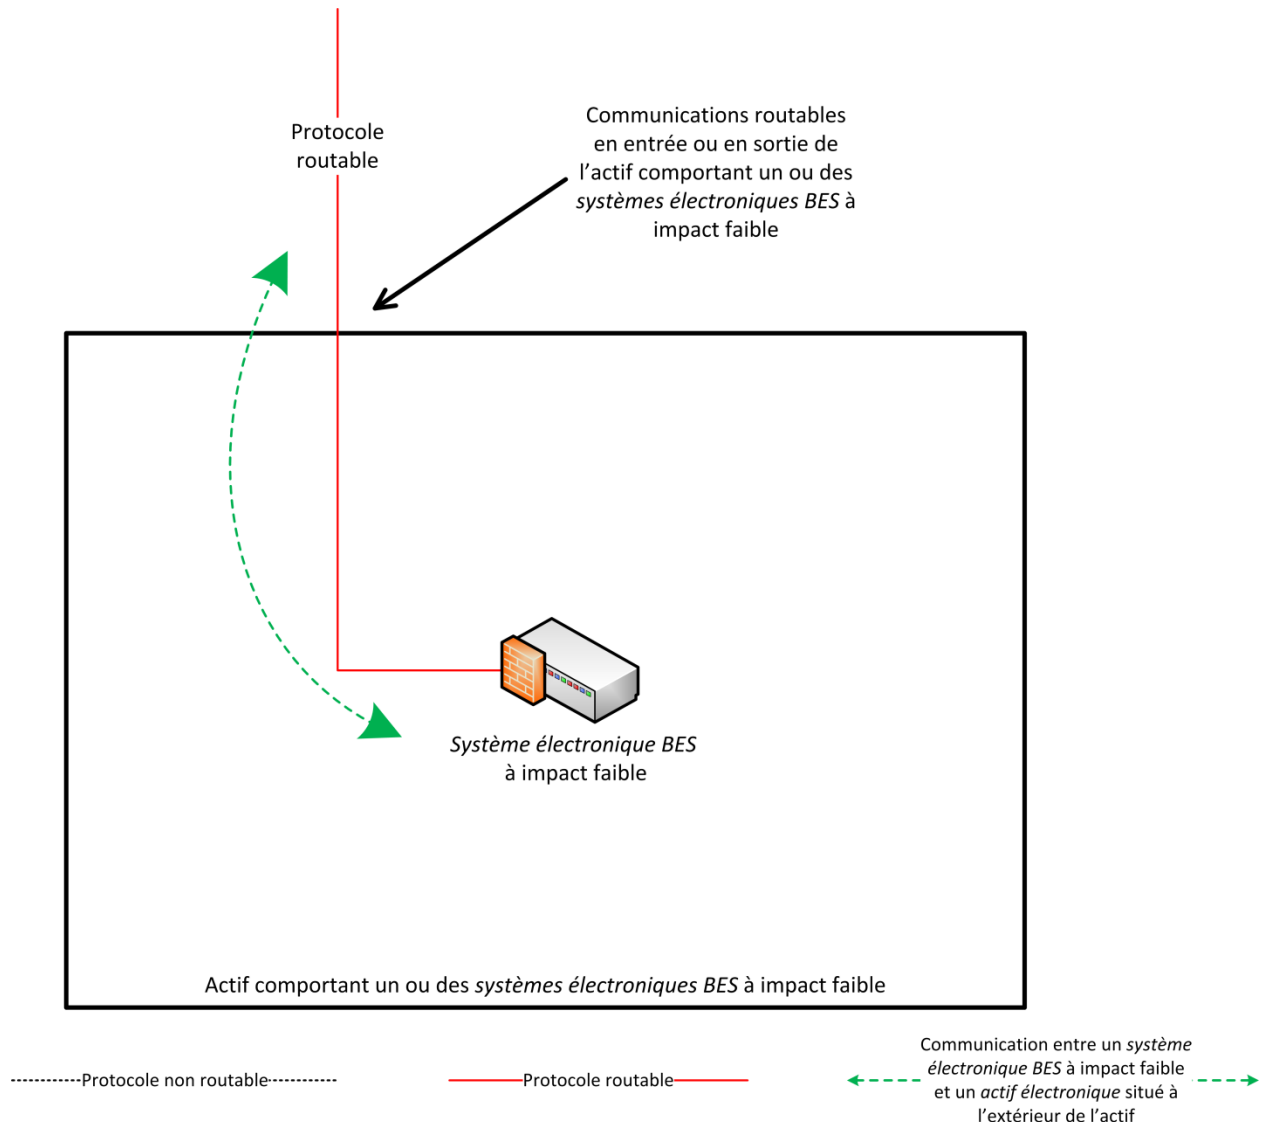 Protocole
routable
Communications routables
en entrée ou en sortie de
l’actif comportant un ou des
systèmes électroniques BES à
impact faible
Système électronique BES
à impact faible
Actif comportant un ou des systèmes électroniques BES à impact faible
Protocole non routable
Protocole routable
Communication entre un système
électronique BES à impact faible
et un actif électronique situé à
l’extérieur de l’actif